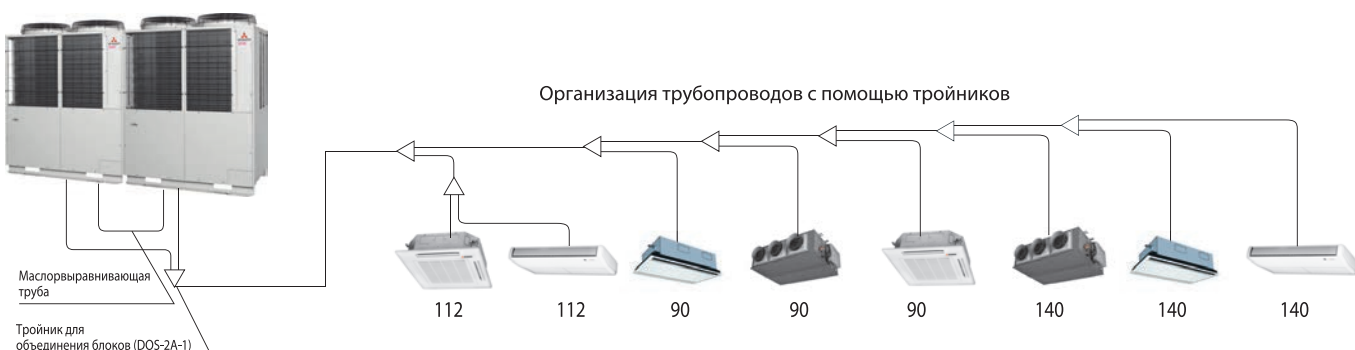 Организация трубопроводов с помощью тройников
Маслорвыравнивающая
труба
Тройник для
объединения блоков (DOS-2A-1)
112
112
90
90
90
140
140
140